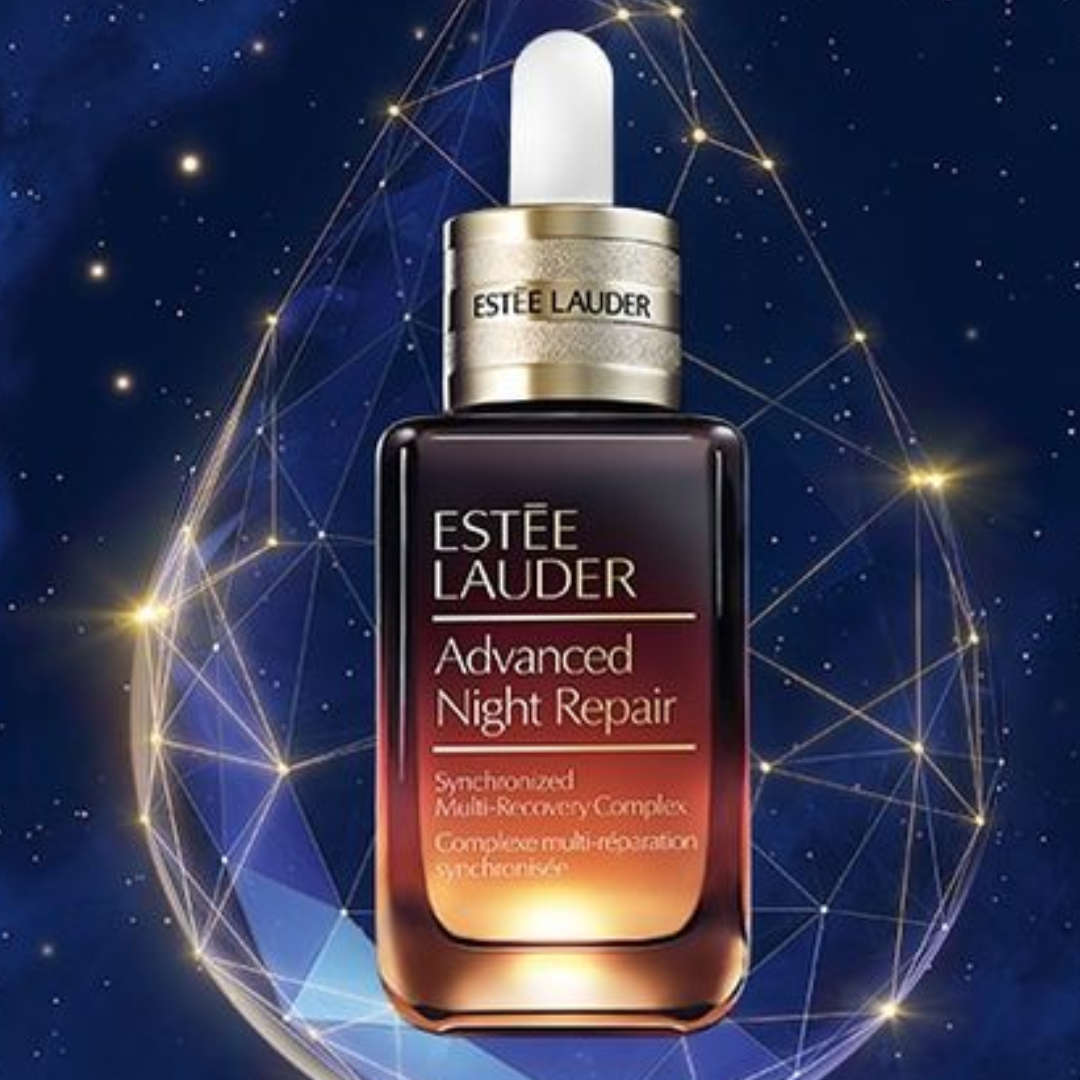 ESTĒE LAUDER
ESTĒE
LAUDER
Advanced
Night Repair
Synchronized
Multi-Recovery Complex
Complexe multi-réparation
synchronisée